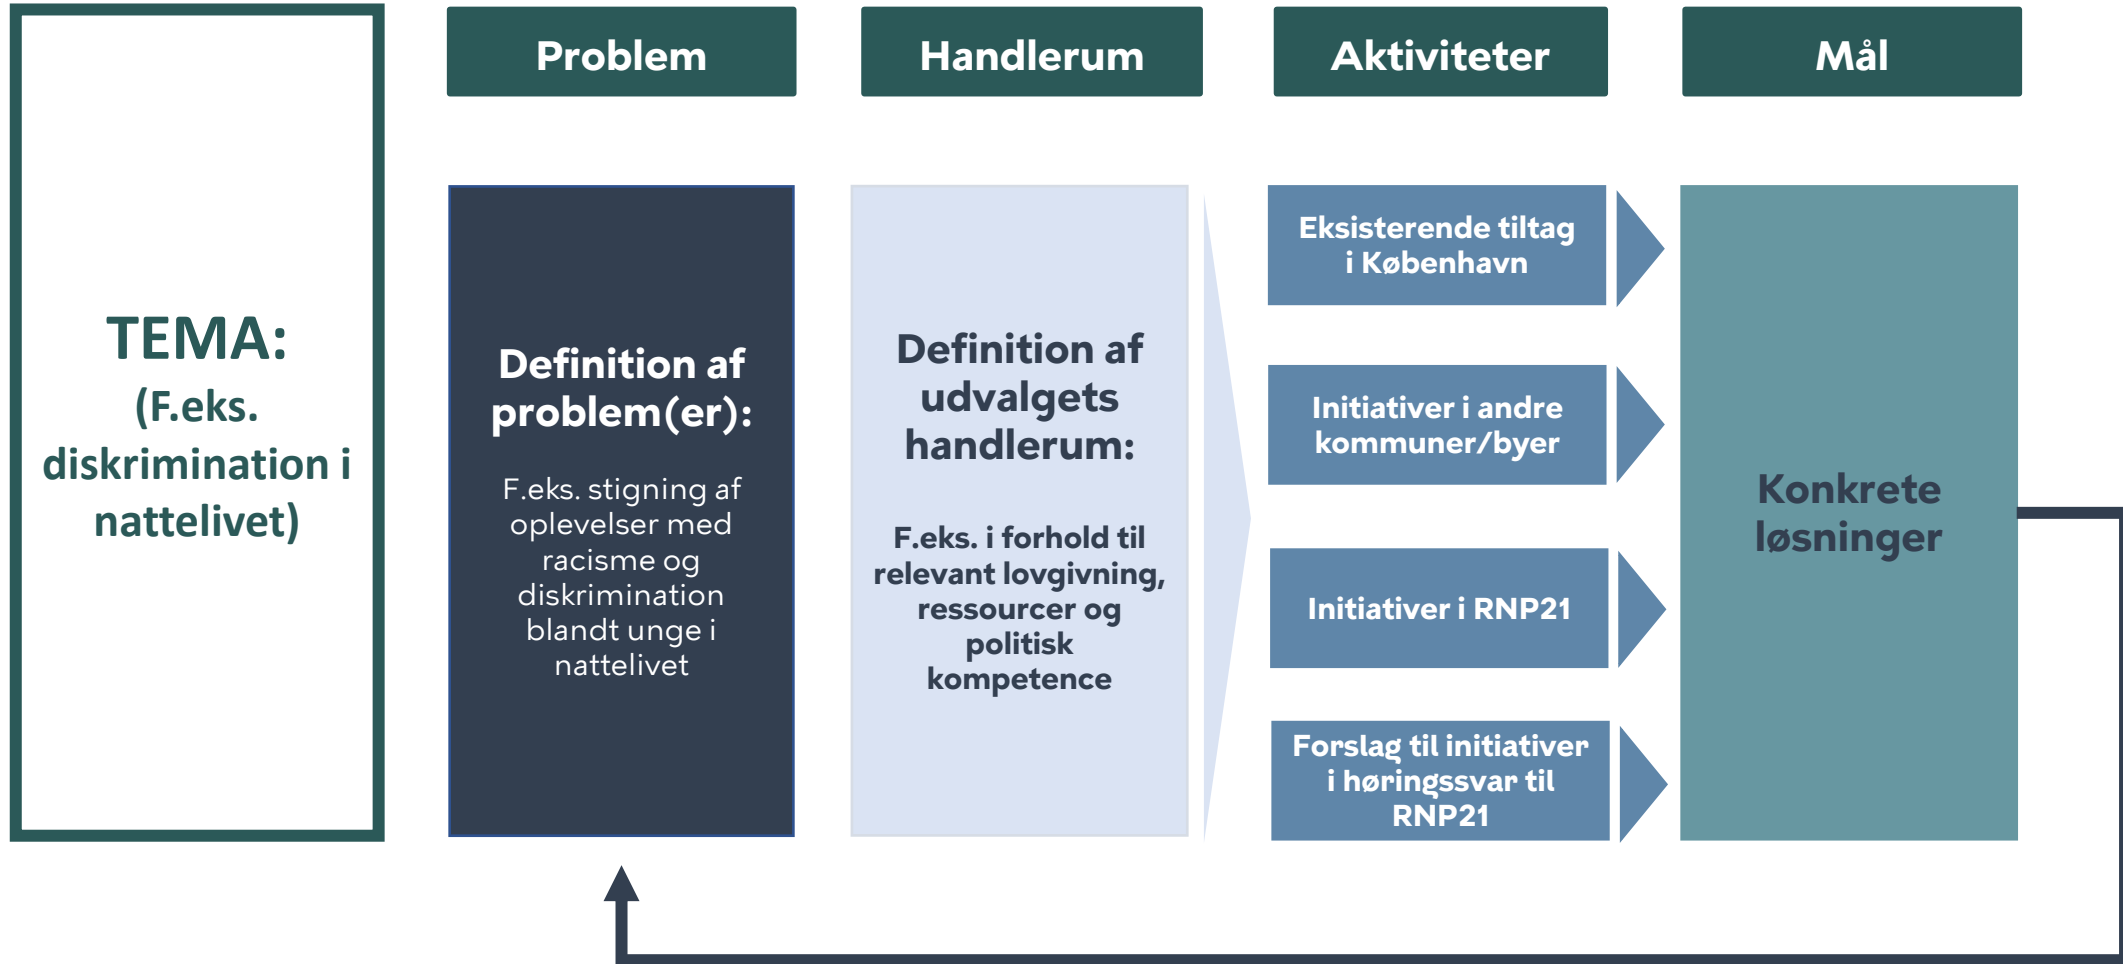 TEMA:
(F.eks.
diskrimination i
nattelivet)
Problem
Definition af
problem(er):
F.eks. stigning af
oplevelser med
racisme og
diskrimination
blandt unge i
nattelivet
Handlerum
Definition af
udvalgets
handlerum:
F.eks. i forhold til
relevant lovgivning,
ressourcer og
politisk
kompetence
Aktiviteter
Eksisterende tiltag
i København
Initiativer i andre
kommuner/byer
Initiativer i RNP21
Forslag til initiativer
i høringssvar til
RNP21
Mål
Konkrete
løsninger